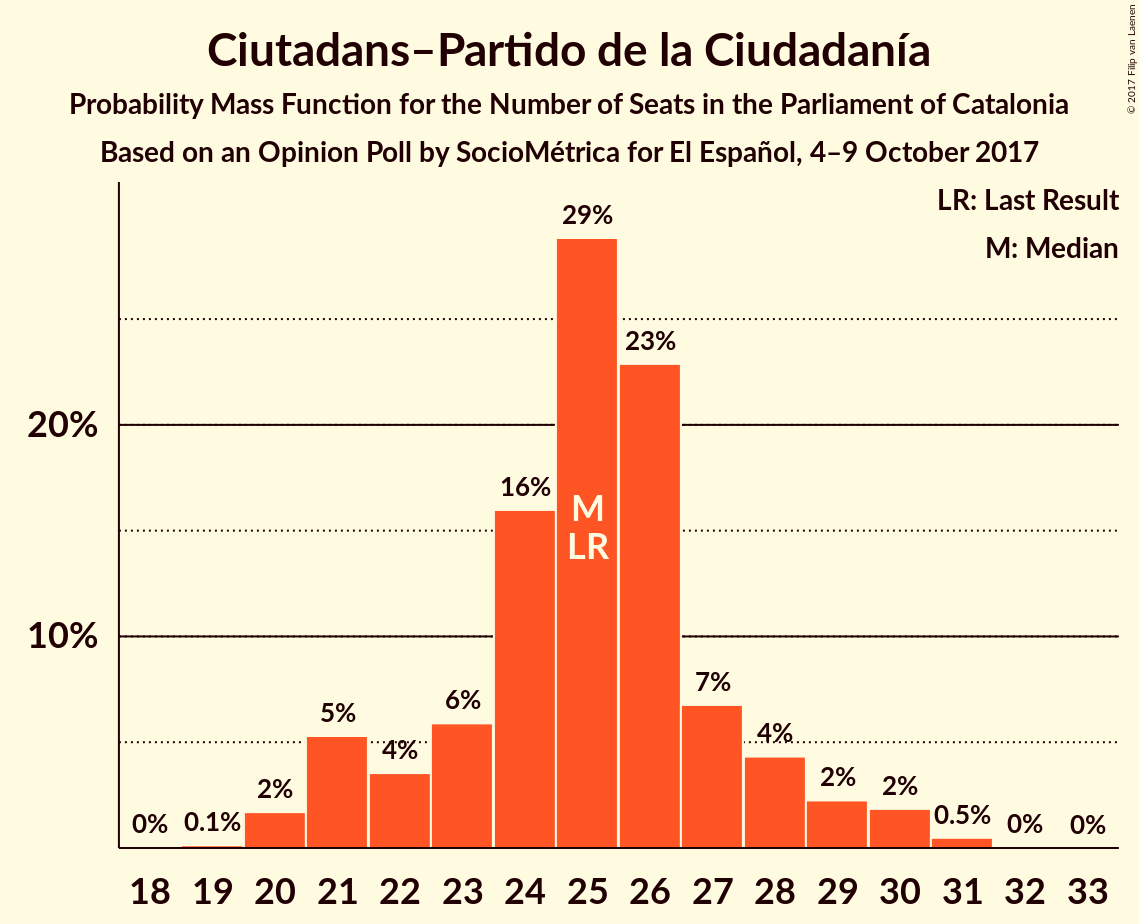 Ciutadans–Partido de la Ciudadanía
Probability Mass Function for the Number of Seats in the Parliament of Catalonia
Based on an Opinion Poll by SocioMétrica for El Español, 4–9 October 2017
© 2017 Filip van Laenen
LR: Last Result
M: Median
29%
23%
20%
16%
M
LR
10%
7%
6%
5%
4%
4%
2%
2%
2%
0.5%
0.1%
0%
0%
0%
18 19 20 21 22 23 24 25 26 27 28 29 30 31 32 33